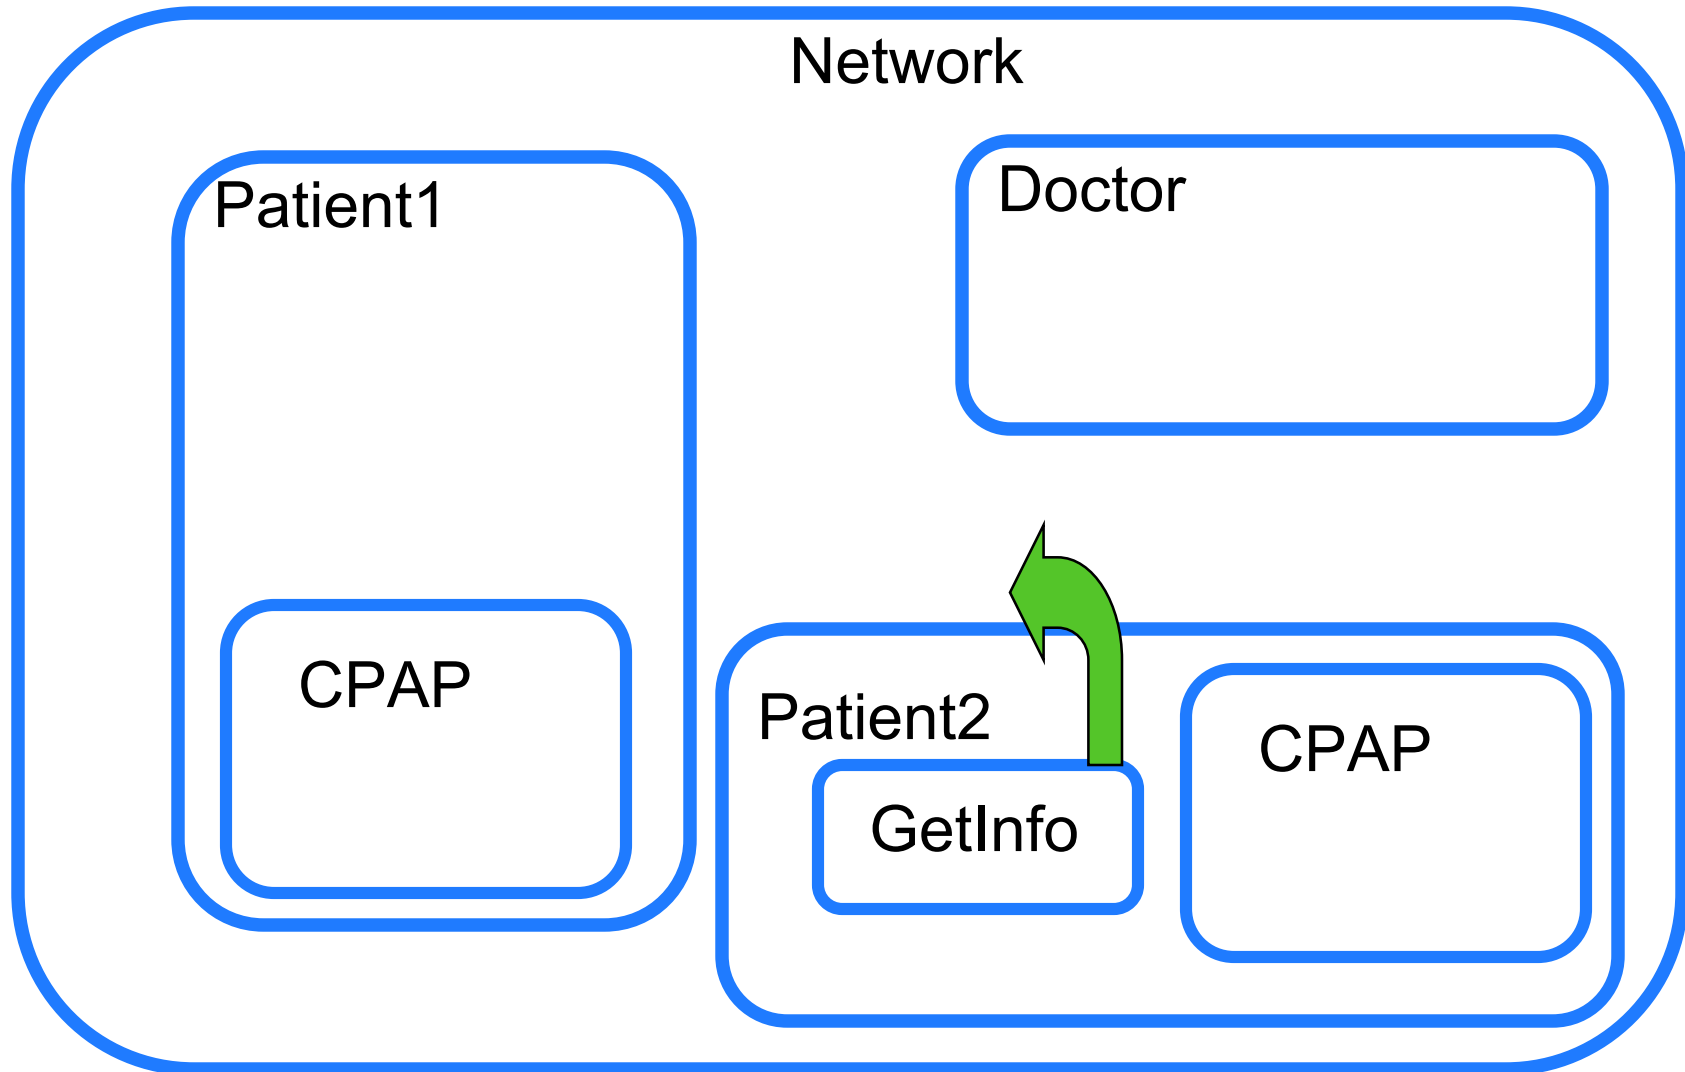 Network
Patient1
Doctor
CPAP
Patient2
GetInfo
CPAP